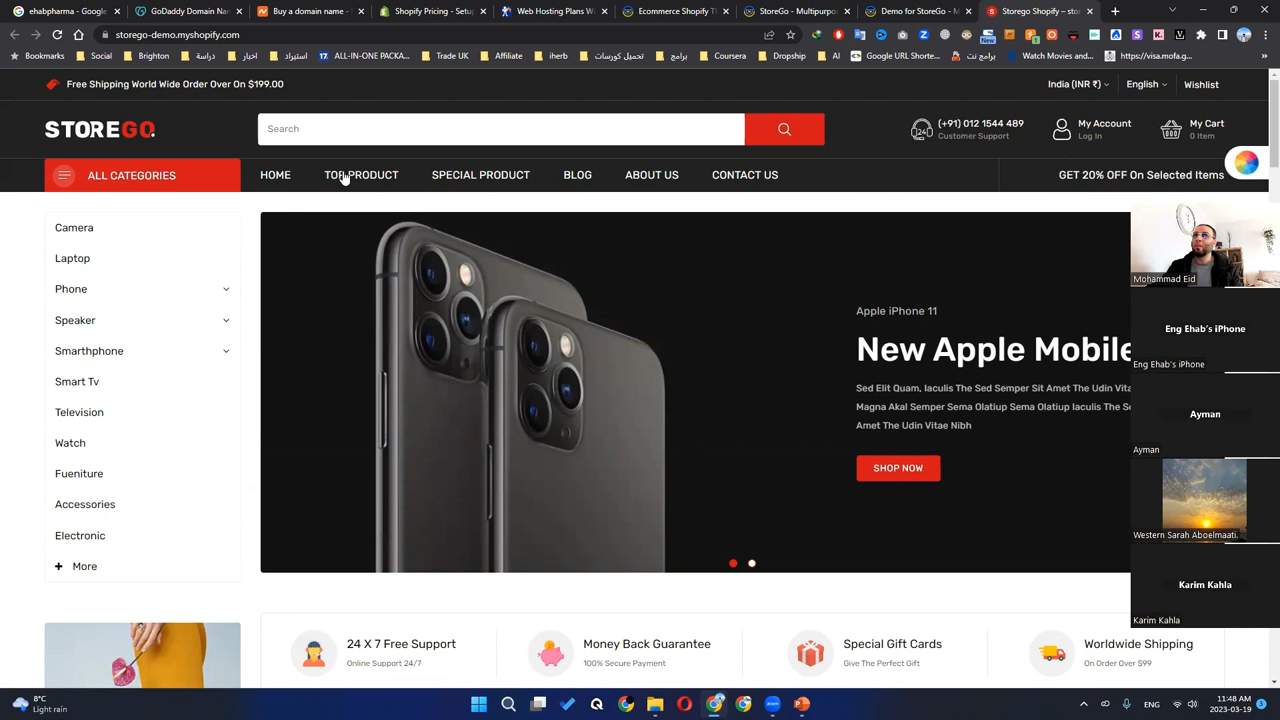 ehabpharma - Google
GoDaddy Domain Na
Buy a domain name -
Shopify Pricing - Setup
Web Hosting Plans W
Ecommerce Shopify T
StoreGo - Multipurpo
Demo for StoreGo - M
Storego Shopify – stor
storego-demo.myshopify.com
New
Bookmarks
Social
Brighton
دراسة
اخبار
استيراد
17
ALL-IN-ONE PACKA...
Trade UK
Affiliate
iherb
تحميل كورسات
برامج
Coursera
Dropshipping
AI
Google URL Shorte...
برامج نت
Watch Movies and...
https://visa.mofa.g...
Free Shipping World Wide Order Over On $199.00
India (INR ₹)
English
Wishlist
STOREGO.
Search
24
(+91) 012 1544 489
Customer Support
My Account
Log In
My Cart
0 Item
ALL CATEGORIES
HOME
TOP PRODUCT
SPECIAL PRODUCT
BLOG
ABOUT US
CONTACT US
GET 20% OFF On Selected Items
Camera
Laptop
Phone
Speaker
Smarthphone
Smart Tv
Television
Watch
Fueniture
Accessories
Electronic
More
Apple iPhone 11
New Apple Mobile
Sed Elit Quam, Iaculis The Sed Semper Sit Amet The Udin Vita
Magna Akal Semper Sema Olatiup Sema Olatiup Iaculis The Se
Amet The Udin Vitae Nibh
SHOP NOW
Mohammad Eid
Eng Ehab's iPhone
Eng Ehab's iPhone
Ayman
Ayman
Western Sarah Aboelmaati.
Karim Kahla
Karim Kahla
24 X 7 Free Support
Online Support 24/7
Money Back Guarantee
100% Secure Payment
Special Gift Cards
Give The Perfect Gift
Worldwide Shipping
On Order Over $99
8°C
Light rain
ENG
11:48 AM
2023-03-19
3